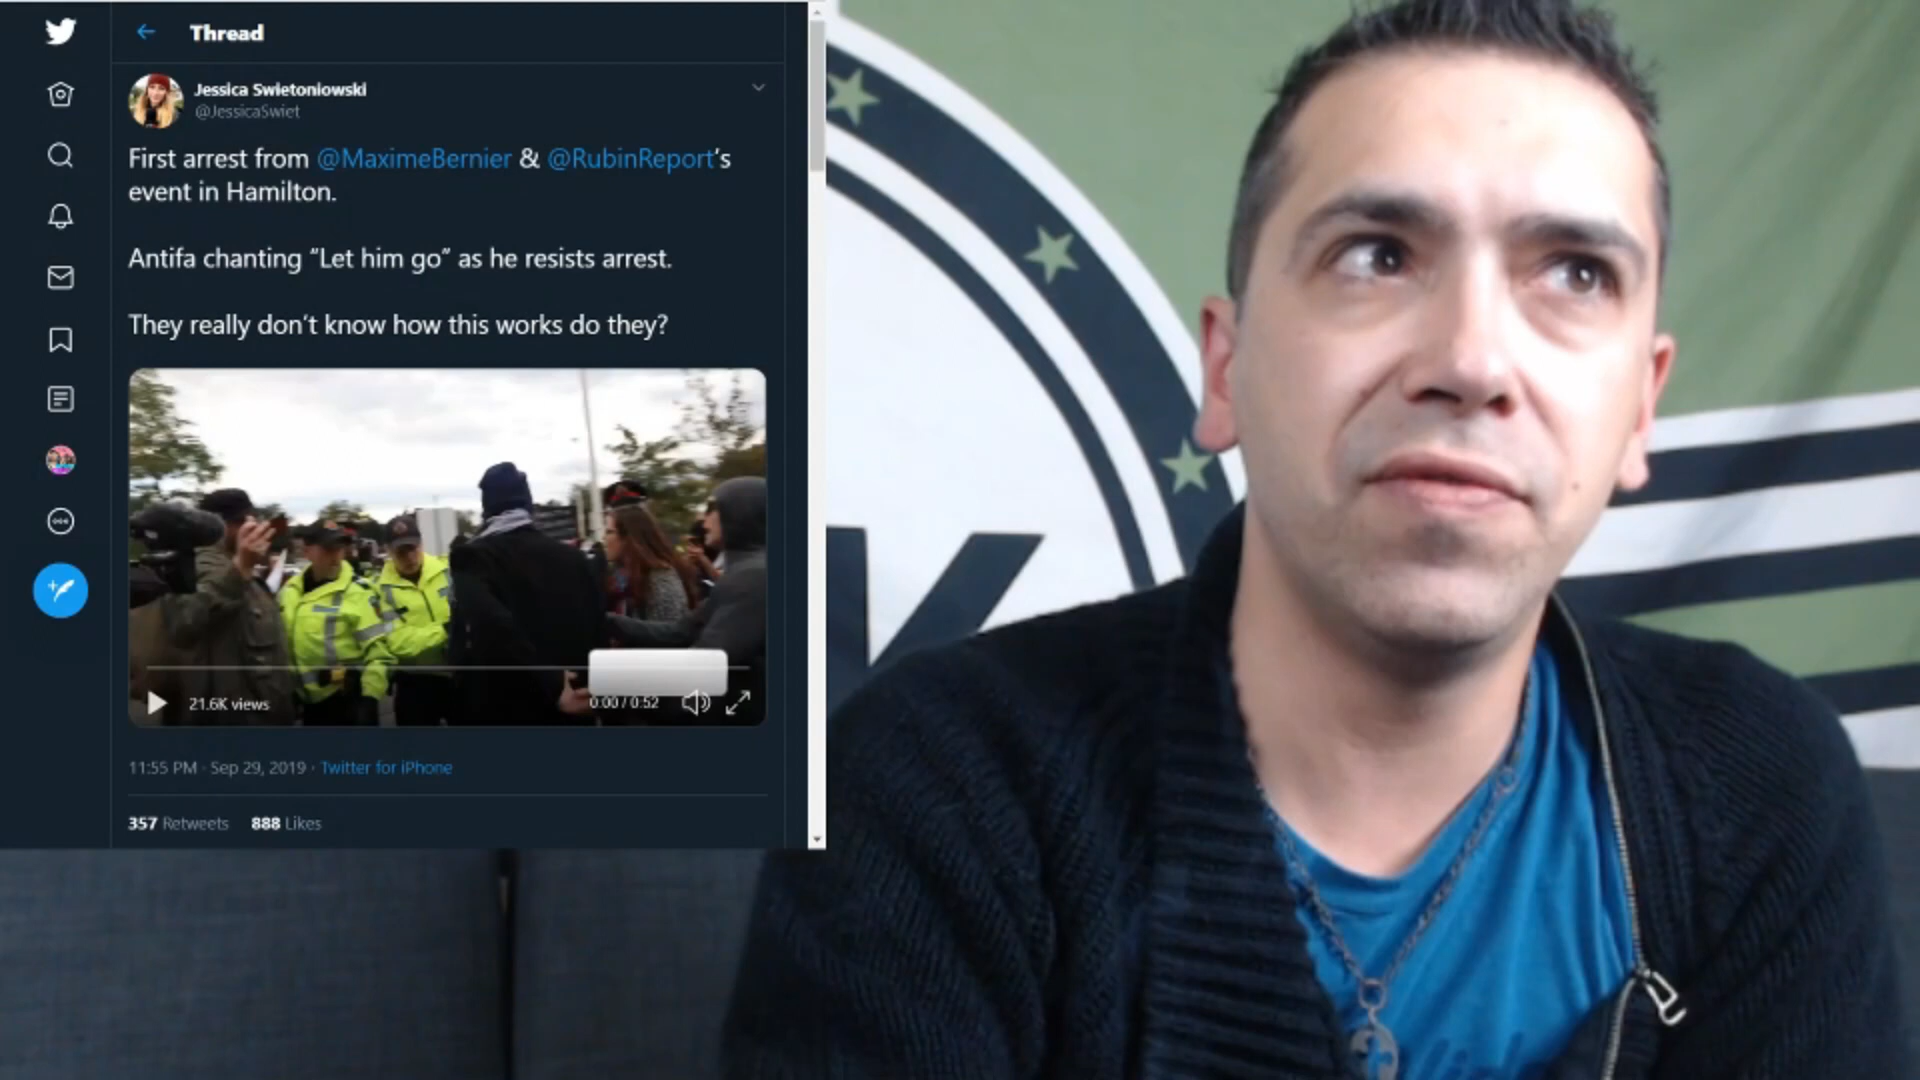 Thread
Jessica Swietoniowski
@JessicaSwiet
First arrest from @MaximeBernier & @RubinReport's
event in Hamilton.
Antifa chanting “Let him go” as he resists arrest.
They really don't know how this works do they?
21.6K views
0:00 / 0:52
11:55 PM · Sep 29, 2019 · Twitter for iPhone
357 Retweets 888 Likes
K